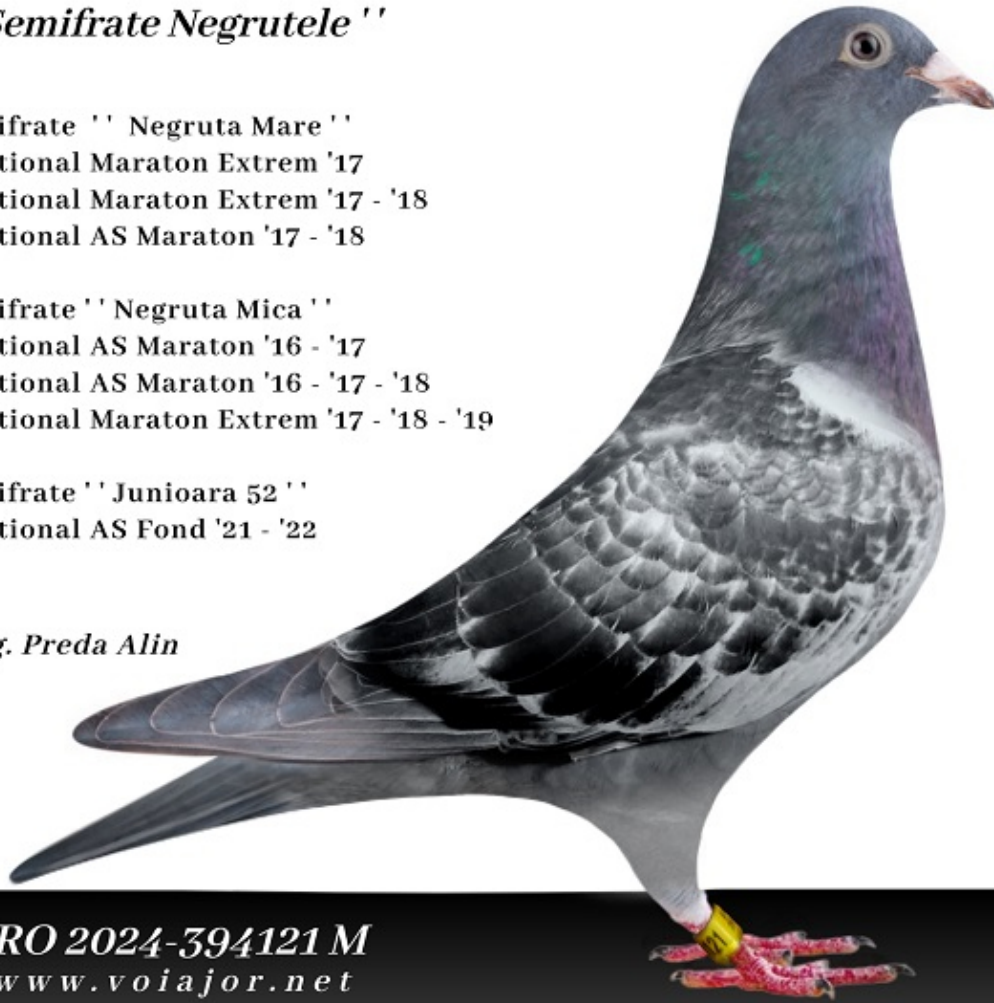 Semifrate Negrutele ''
ifrate '' Negruta Mare ''
tional Maraton Extrem '17
tional Maraton Extrem '17 - '18
tional AS Maraton '17 - '18
ifrate '' Negruta Mica ''
tional AS Maraton '16 - '17
tional AS Maraton '16 - '17 - '18
tional Maraton Extrem '17 - '18 - '19
ifrate '' Junioara 52 ''
tional AS Fond '21 - '22
g. Preda Alin
RO 2024-394121 M
www.voiajor.net
121